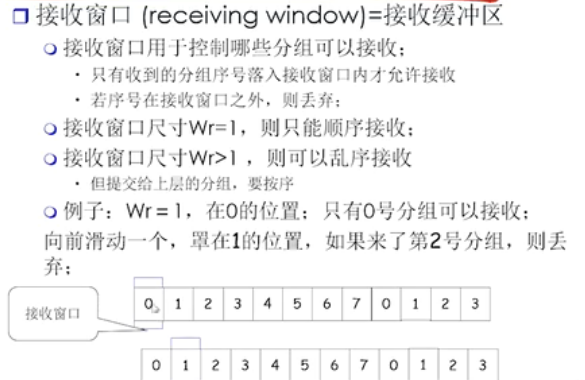 接收窗口 (receiving window)=接收缓冲区
接收窗口用于控制哪些分组可以接收；
只有收到的分组序号落入接收窗口内才允许接收
若序号在接收窗口之外，则丢弃；
接收窗口尺寸Wr=1，则只能顺序接收；
接收窗口尺寸Wr>1 ，则可以乱序接收
但提交给上层的分组，要按序
例子：Wr = 1，在0的位置；只有0号分组可以接收；
向前滑动一个，罩在1的位置，如果来了第2号分组，则丢
弃；
0 1 2 3 4 5 6 7 0 1 2 3
接收窗口
0 1 2 3 4 5 6 7 0 1 2 3